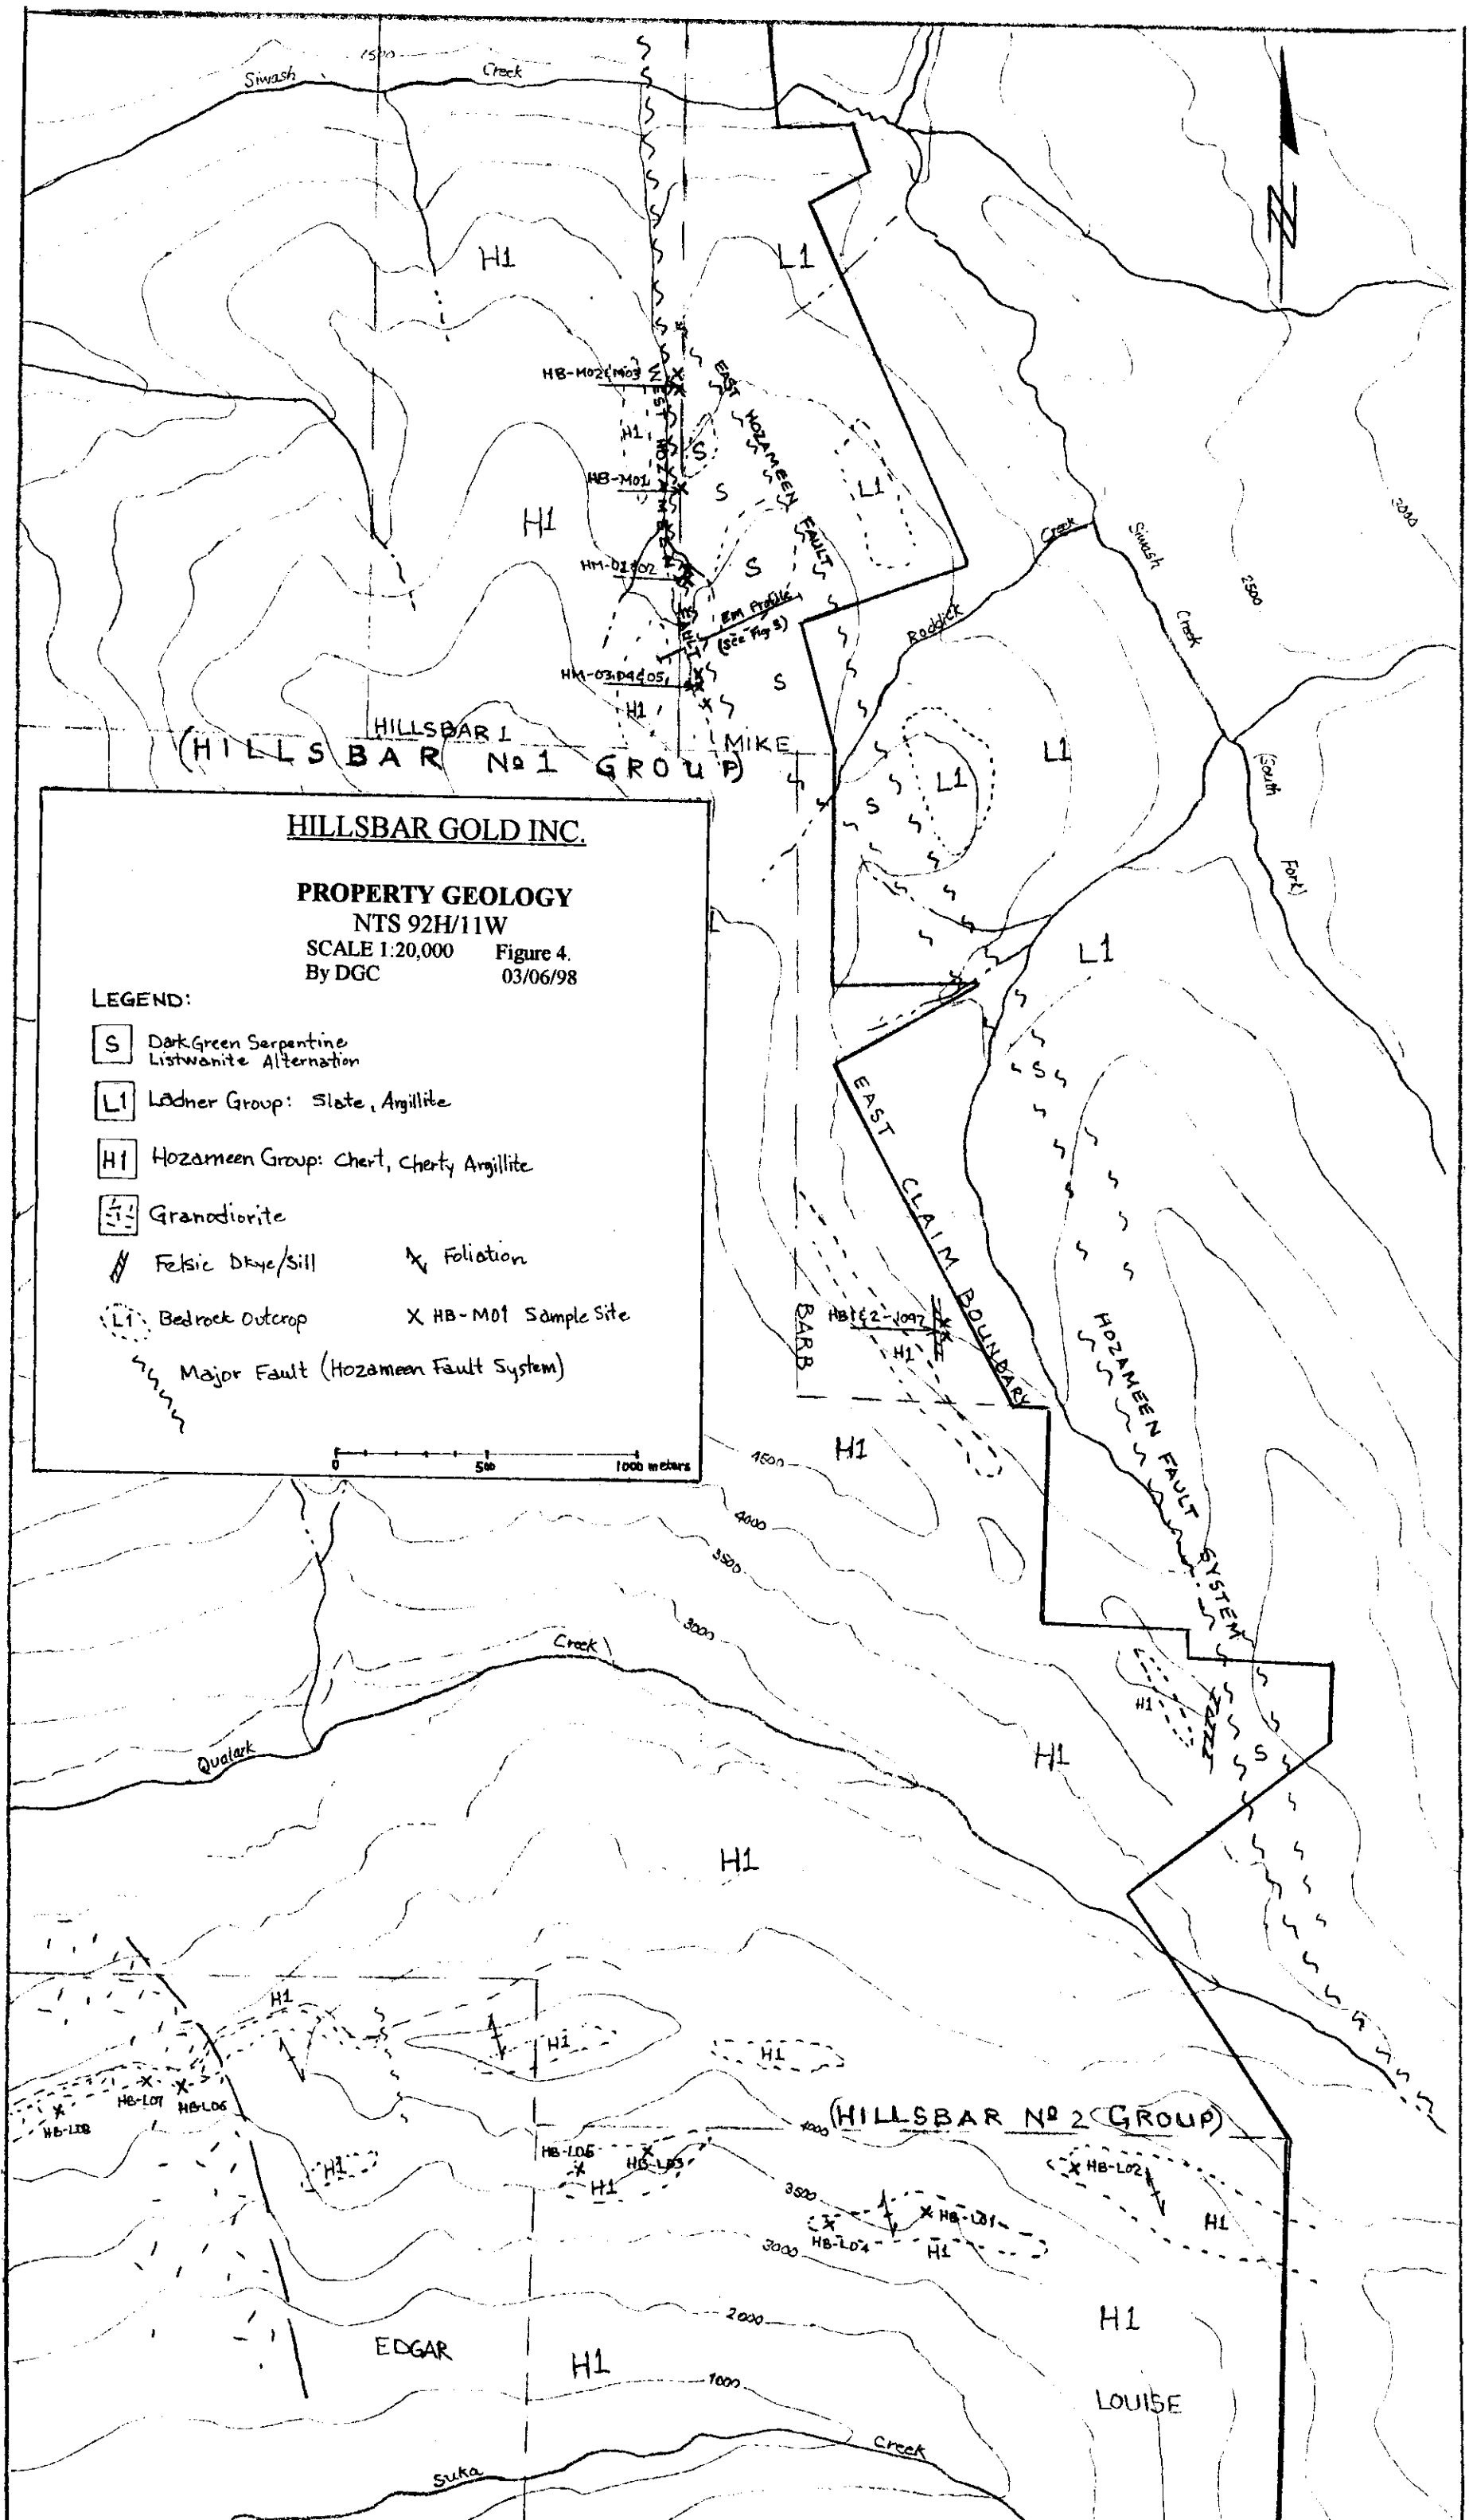 1500
Siwash Creek
N
H1
L1
HB-M02&M03
EAST HOZAMEEN FAULT
WEST
H1
S
L1
HB-M01
S
H1
Creek
Siwash Creek
(South Fork)
3000
2500
HM-01&02
S
Em Profile
(See Fig 5)
Roddick
HM-03,04&05
S
H1
HILLSBAR 1
MIKE
(HILLSBAR No 1 GROUP)
L1
L1
S
HILLSBAR GOLD INC.
PROPERTY GEOLOGY
NTS 92H/11W
SCALE 1:20,000 Figure 4.
By DGC 03/06/98
LEGEND:
S Dark Green Serpentine
Listwanite Alternation
L1 Ladner Group: Slate, Argillite
H1 Hozameen Group: Chert, Cherty Argillite
Granodiorite
Felsic Dkye/Sill
Foliation
L1 Bedrock Outcrop
X HB-M01 Sample Site
Major Fault (Hozameen Fault System)
0 500 1000 meters
L1
S
EAST CLAIM BOUNDARY
BARB
H1
HOZAMEEN FAULT SYSTEM
H1
4000
3500
3000
Creek
Qualark
H1
S
H1
H1
H1
H1
H1
HB-L07
HB-L06
HB-L08
(HILLSBAR No 2 GROUP)
4000
HB-L03
H1
H1
HB-L02
3500
HB-L01
H1
HB-L04
H1
3000
2000
H1
EDGAR
H1
1000
LOUISE
Suka Creek